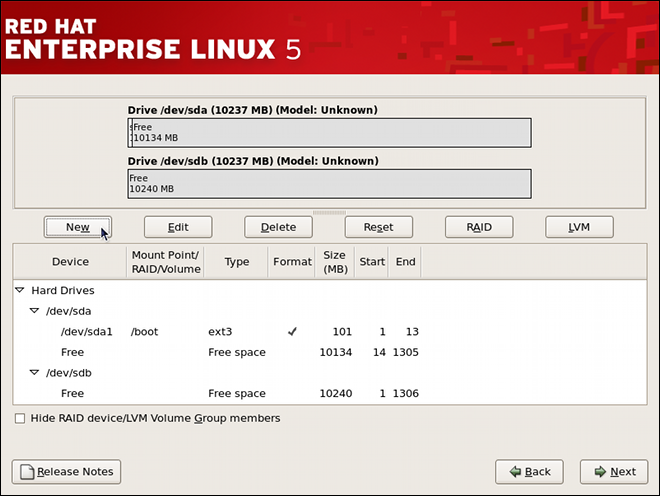 RED HAT
ENTERPRISE LINUX 5
Drive /dev/sda (10237 MB) (Model: Unknown)
Free
10134 MB
Drive /dev/sdb (10237 MB) (Model: Unknown)
Free
10240 MB
New Edit Delete Reset RAID LVM
Device Mount Point/ RAID/Volume Type Format Size (MB) Start End
Hard Drives
/dev/sda
/dev/sda1 /boot ext3 101 1 13
Free Free space 10134 14 1305
/dev/sdb
Free Free space 10240 1 1306
Hide RAID device/LVM Volume Group members
Release Notes Back Next